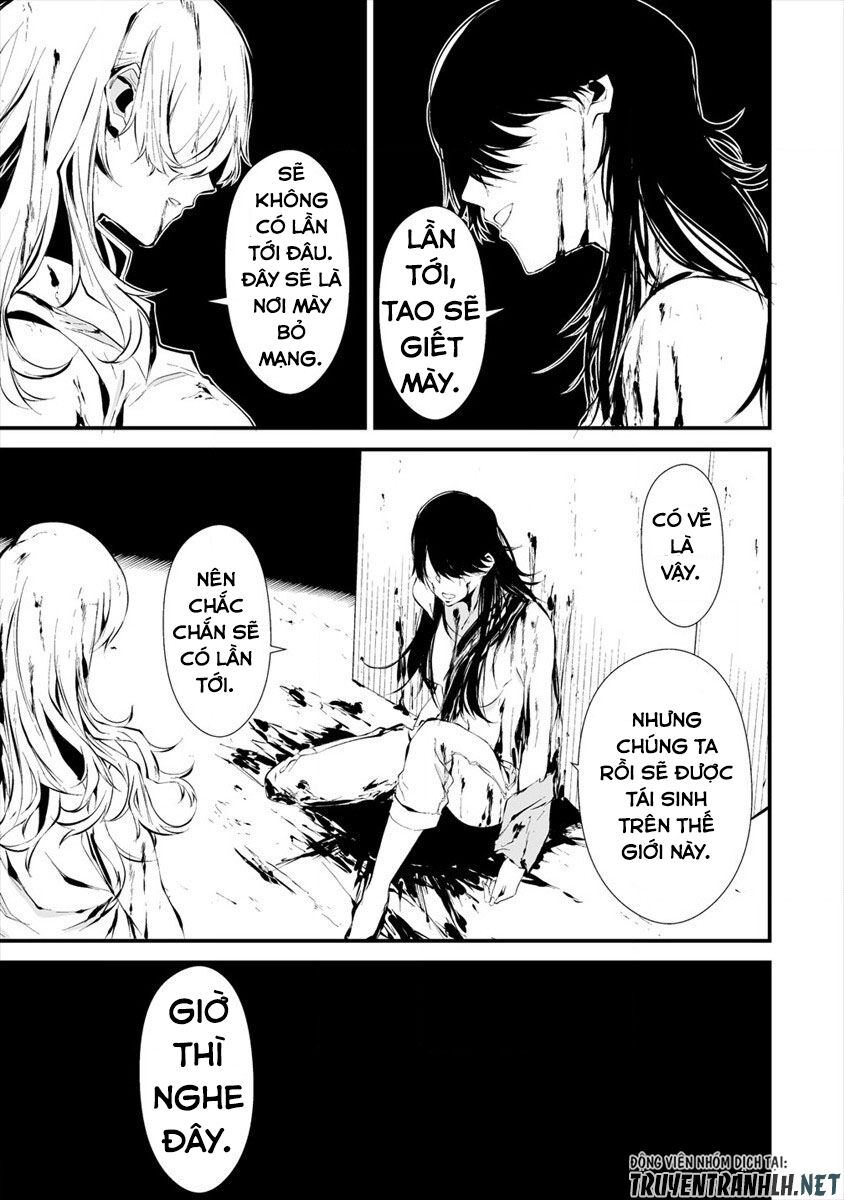 LẦN
TỚI,
TAO SẼ
GIẾT
MÀY.
SẼ
KHÔNG
CÓ LẦN
TỚI ĐÂU.
ĐÂY SẼ LÀ
NƠI MÀY
BỎ
MẠNG.
CÓ VẺ
LÀ
VẬY.
NHƯNG
CHÚNG TA
RỒI SẼ ĐƯỢC
TÁI SINH
TRÊN THẾ
GIỚI NÀY.
NÊN
CHẮC
CHẮN SẼ
CÓ LẦN
TỚI.
GIỜ
THÌ
NGHE
ĐÂY.
ĐỘNG VIÊN NHÓM DỊCH TẠI:
TRUYENTRANHLH.NET